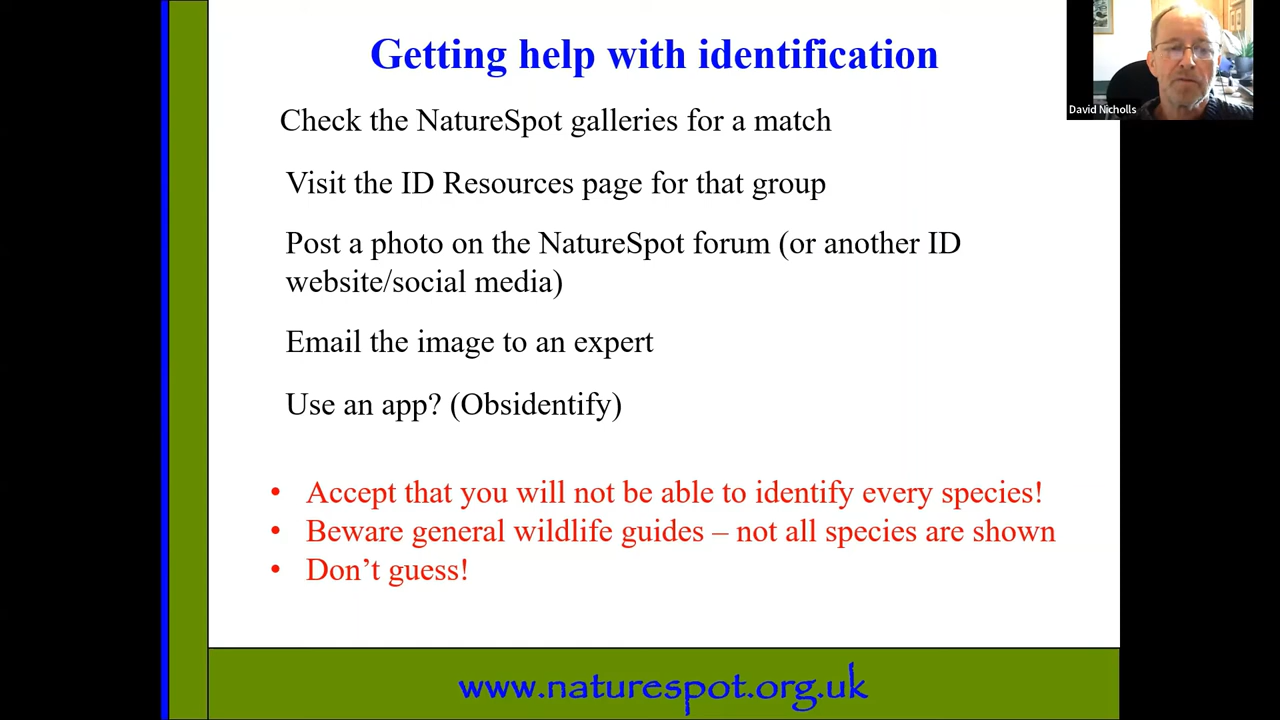 Getting help with identification
David Nicholls
Check the NatureSpot galleries for a match
Visit the ID Resources page for that group
Post a photo on the NatureSpot forum (or another ID
website/social media)
Email the image to an expert
Use an app? (Obsidentify)
• Accept that you will not be able to identify every species!
• Beware general wildlife guides – not all species are shown
• Don’t guess!
www.naturespot.org.uk